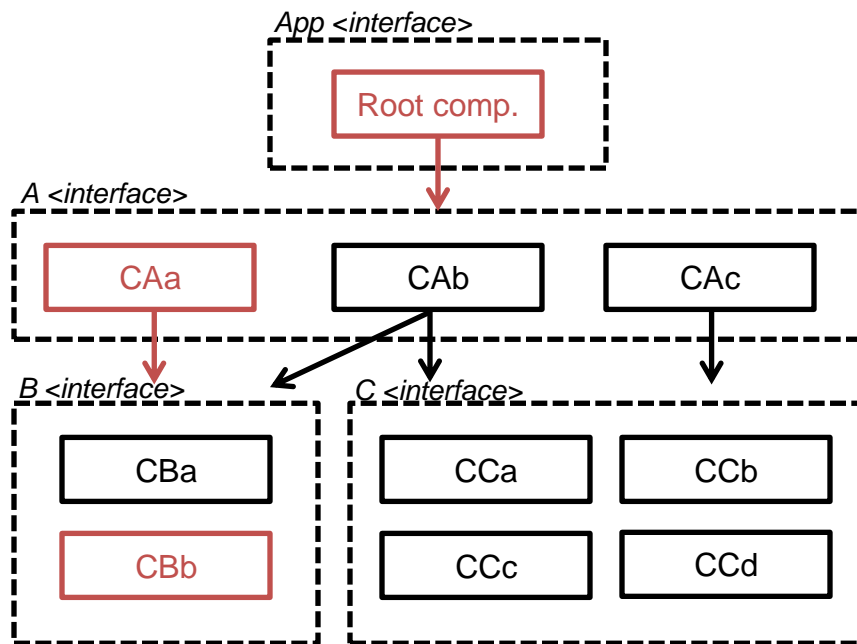 App <interface>
Root comp.
A <interface>
CAa
CAb
CAc
B <interface>
C <interface>
CBa
CCa
CCb
CBb
CCc
CCd